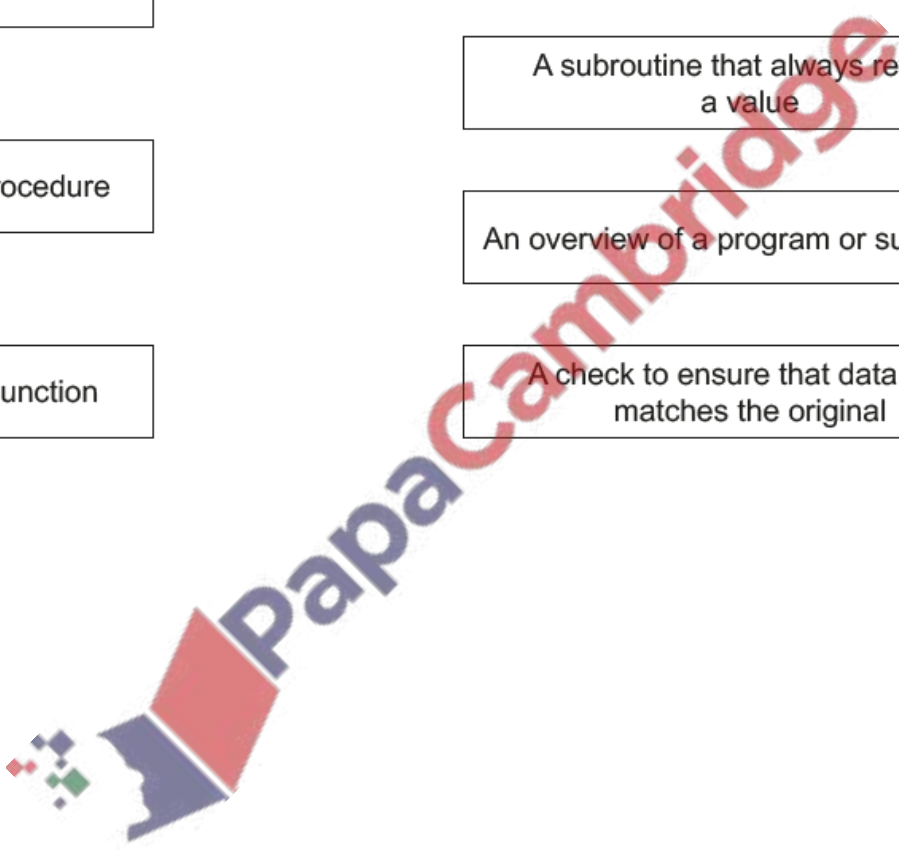 A subroutine that always re
a value
rocedure
An overview of a program or su
unction
A check to ensure that data
matches the original
PapaCambridge